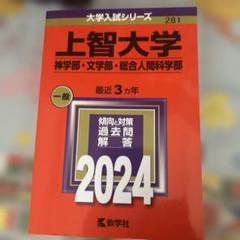 大学入試シリーズ
281
上智大学
神学部・文学部・総合人間科学部
一般
最近3ヵ年
傾向と対策
過去問
解答
2024
教学社